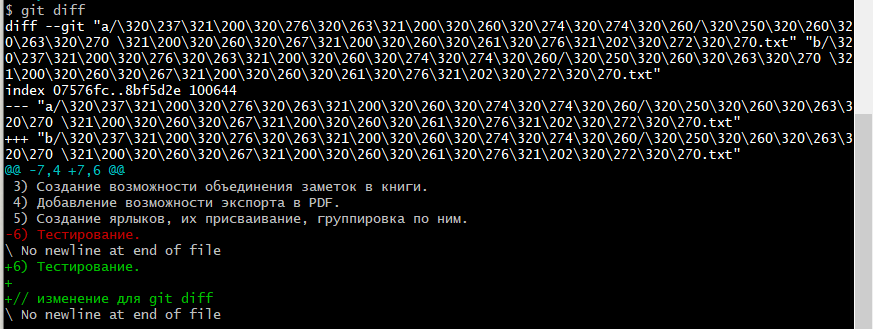 $ git diff
diff --git "a/\320\237\321\200\320\276\320\263\321\200\320\260\320\274\320\274\320\260/\320\250\320\260\32
0\263\320\270 \321\200\320\260\320\267\321\200\320\260\320\261\320\276\321\202\320\272\320\270.txt" "b/\32
0\237\321\200\320\276\320\263\321\200\320\260\320\274\320\274\320\260/\320\250\320\260\320\263\320\270 \32
1\200\320\260\320\267\321\200\320\260\320\261\320\276\321\202\320\272\320\270.txt"
index 07576fc..8bf5d2e 100644
--- "a/\320\237\321\200\320\276\320\263\321\200\320\260\320\274\320\274\320\260/\320\250\320\260\320\263\3
20\270 \321\200\320\260\320\267\321\200\320\260\320\261\320\276\321\202\320\272\320\270.txt"
+++ "b/\320\237\321\200\320\276\320\263\321\200\320\260\320\274\320\274\320\260/\320\250\320\260\320\263\3
20\270 \321\200\320\260\320\267\321\200\320\260\320\261\320\276\321\202\320\272\320\270.txt"
@@ -7,4 +7,6 @@
3) Создание возможности объединения заметок в книги.
4) Добавление возможности экспорта в PDF.
5) Создание ярлыков, их присваивание, группировка по ним.
-6) Тестирование.
\ No newline at end of file
+6) Тестирование.
+
+// изменение для git diff
\ No newline at end of file